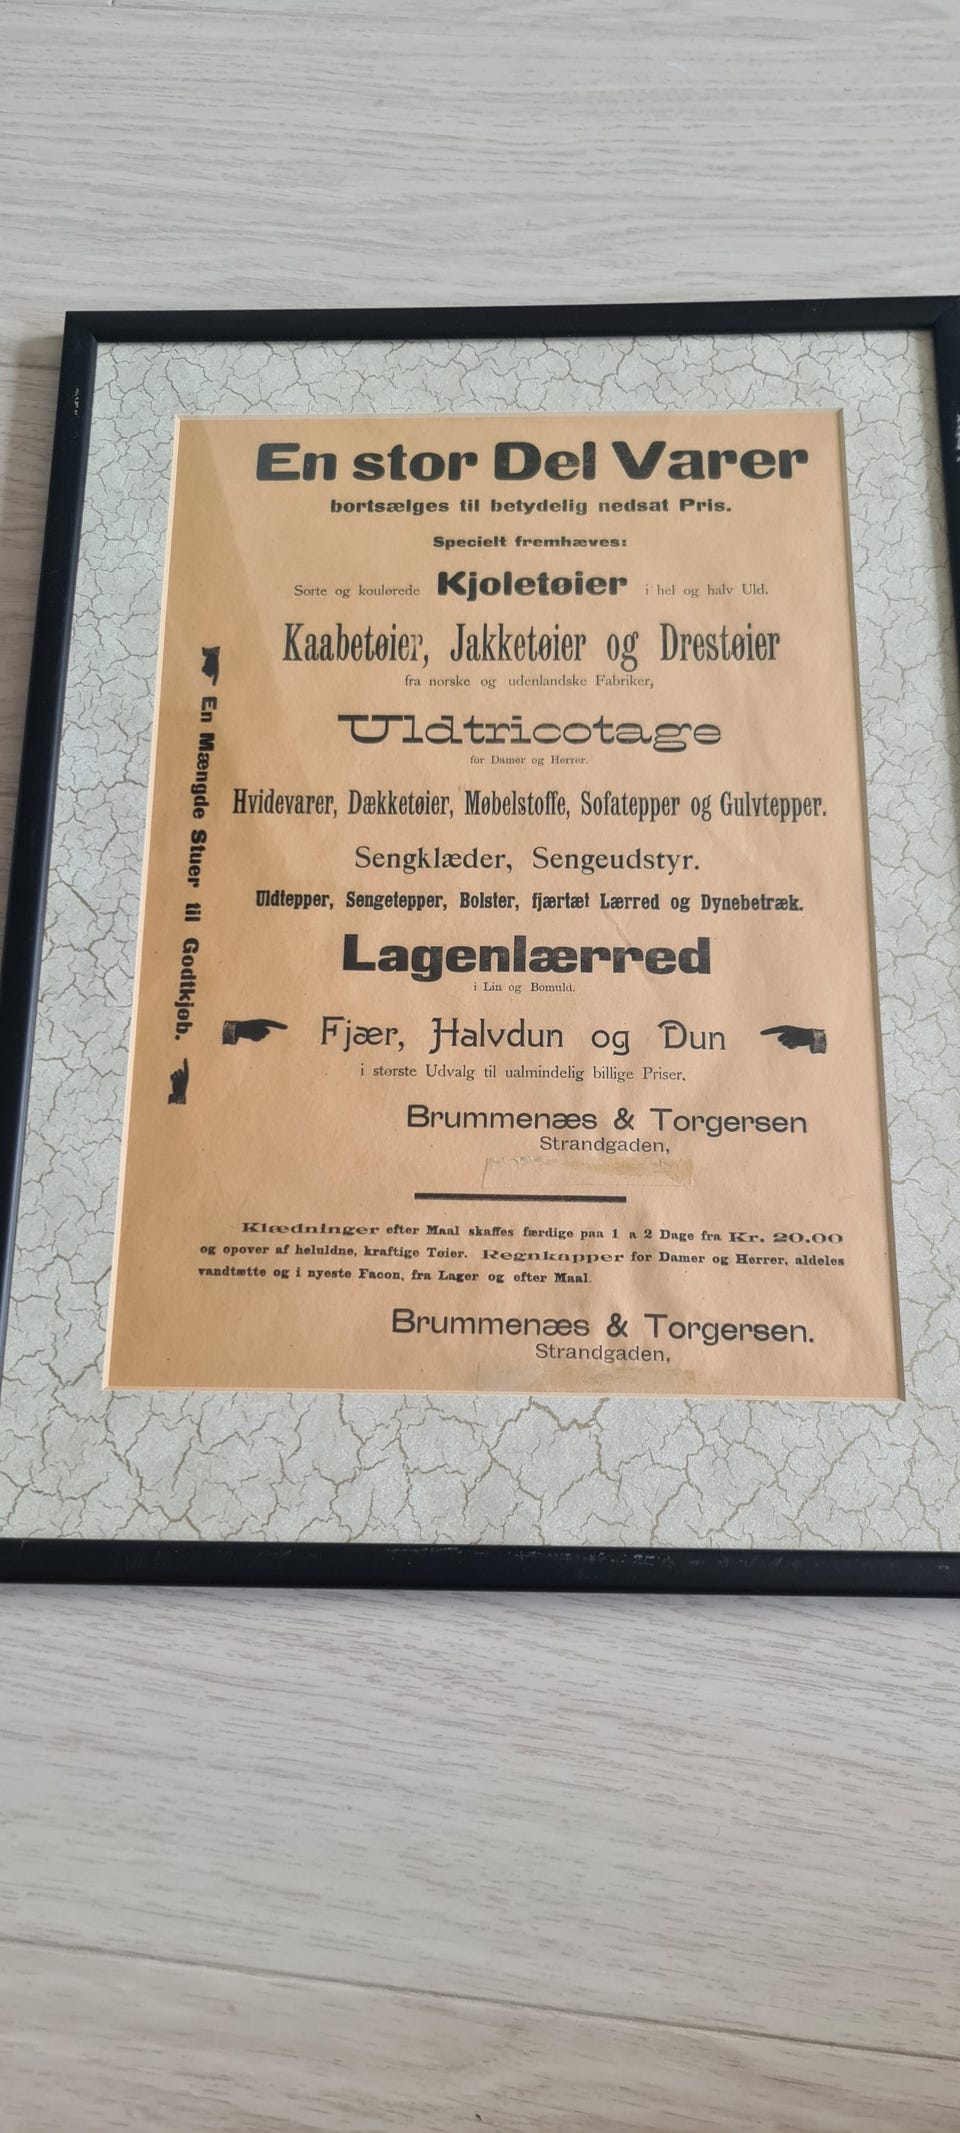 En stor Del Varer
bortsælges til betydelig nedsat Pris.
Specielt fremhæves:
Sorte og koulørede Kjoletøier i hel og halv Uld.
Kaabetøier, Jakketøier og Drestøier
fra norske og udenlandske Fabriker,
Uldtricotage
for Damer og Herrer.
Hvidevarer, Dækketøier, Møbelstoffe, Sofatepper og Gulvtepper.
Sengklæder, Sengeudstyr.
Uldtepper, Sengetepper, Bolster, fjærtæt Lærred og Dynebetræk.
Lagenlærred
i Lin og Bomuld.
Fjær, Halvdun og Dun
i største Udvalg til ualmindelig billige Priser,
Brummenæs & Torgersen
Strandgaden,
En Mængde Stuer til Godtkjøb.
Klædninger efter Maal skaffes færdige paa 1 a 2 Dage fra Kr. 20.00
og opover af heluldne, kraftige Tøier. Regnkapper for Damer og Herrer, aldeles
vandtætte og i nyeste Facon, fra Lager og efter Maal.
Brummenæs & Torgersen.
Strandgaden,